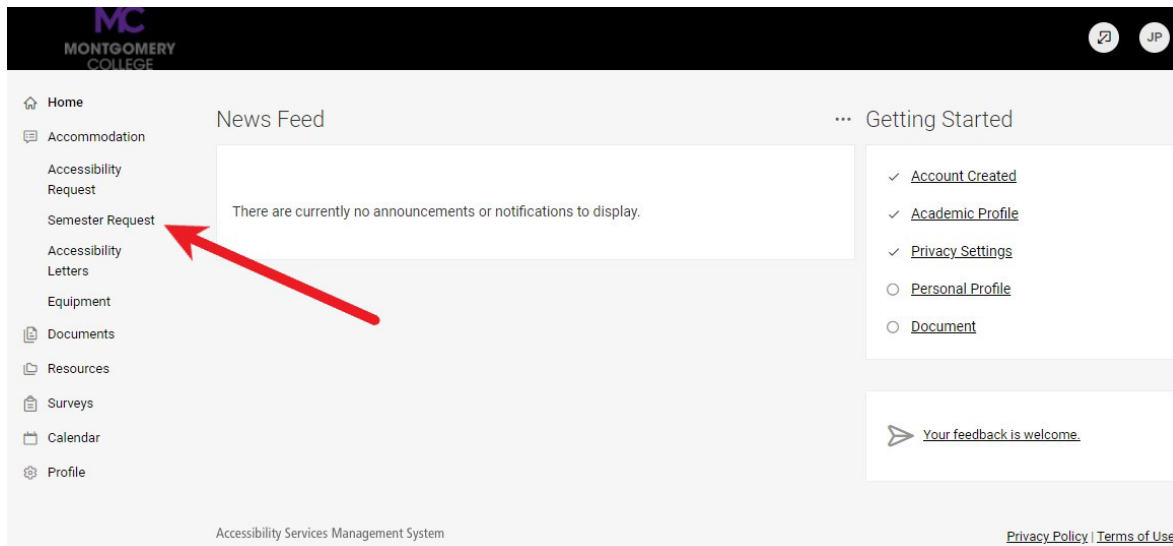 MC
MONTGOMERY
COLLEGE
JP
Home
Accommodation
Accessibility
Request
Semester Request
Accessibility
Letters
Equipment
Documents
Resources
Surveys
Calendar
Profile
News Feed
...
There are currently no announcements or notifications to display.
Getting Started
Account Created
Academic Profile
Privacy Settings
Personal Profile
Document
Your feedback is welcome.
Accessibility Services Management System
Privacy Policy | Terms of Use